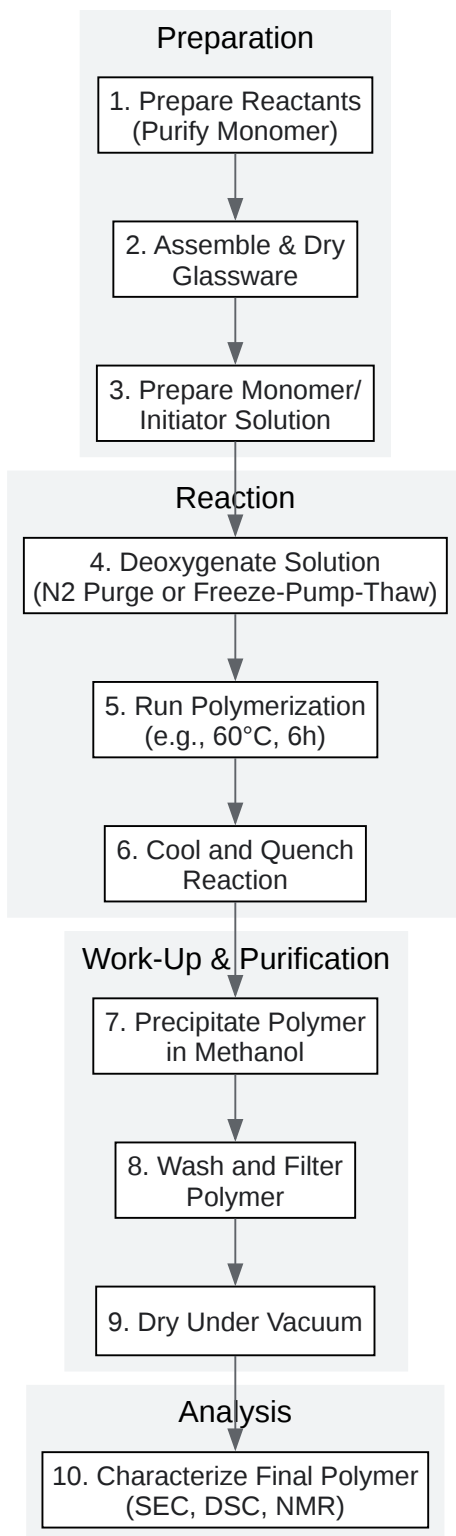 Preparation
1. Prepare Reactants
(Purify Monomer)
2. Assemble & Dry
Glassware
3. Prepare Monomer/
Initiator Solution
Reaction
4. Deoxygenate Solution
(N2 Purge or Freeze-Pump-Thaw)
5. Run Polymerization
(e.g., 60°C, 6h)
6. Cool and Quench
Reaction
Work-Up & Purification
7. Precipitate Polymer
in Methanol
8. Wash and Filter
Polymer
9. Dry Under Vacuum
Analysis
10. Characterize Final Polymer
(SEC, DSC, NMR)